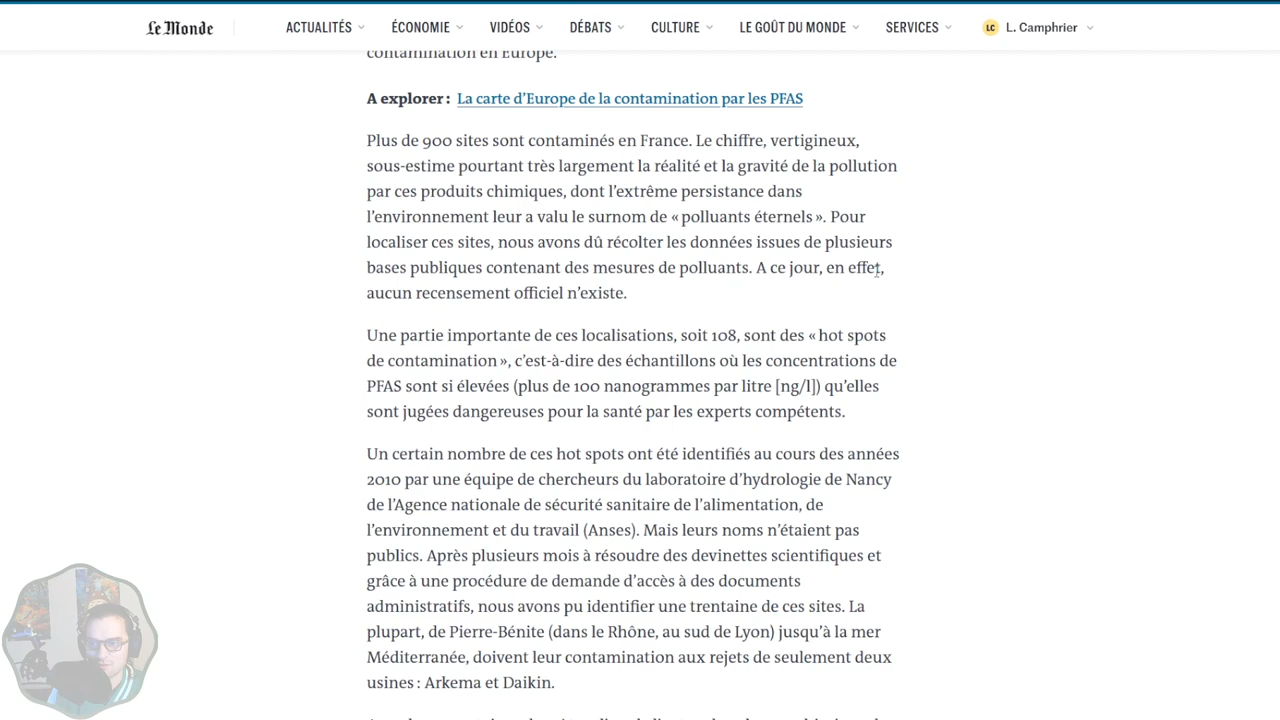 Le Monde
ACTUALITÉS ÉCONOMIE VIDÉOS DÉBATS CULTURE LE GOÛT DU MONDE SERVICES LC L. Camphrier
contamination en Europe.
A explorer : La carte d’Europe de la contamination par les PFAS
Plus de 900 sites sont contaminés en France. Le chiffre, vertigineux,
sous-estime pourtant très largement la réalité et la gravité de la pollution
par ces produits chimiques, dont l’extrême persistance dans
l’environnement leur a valu le surnom de « polluants éternels ». Pour
localiser ces sites, nous avons dû récolter les données issues de plusieurs
bases publiques contenant des mesures de polluants. A ce jour, en effet,
aucun recensement officiel n’existe.
Une partie importante de ces localisations, soit 108, sont des « hot spots
de contamination », c’est-à-dire des échantillons où les concentrations de
PFAS sont si élevées (plus de 100 nanogrammes par litre [ng/l]) qu’elles
sont jugées dangereuses pour la santé par les experts compétents.
Un certain nombre de ces hot spots ont été identifiés au cours des années
2010 par une équipe de chercheurs du laboratoire d’hydrologie de Nancy
de l’Agence nationale de sécurité sanitaire de l’alimentation, de
l’environnement et du travail (Anses). Mais leurs noms n’étaient pas
publics. Après plusieurs mois à résoudre des devinettes scientifiques et
grâce à une procédure de demande d’accès à des documents
administratifs, nous avons pu identifier une trentaine de ces sites. La
plupart, de Pierre-Bénite (dans le Rhône, au sud de Lyon) jusqu’à la mer
Méditerranée, doivent leur contamination aux rejets de seulement deux
usines : Arkema et Daikin.